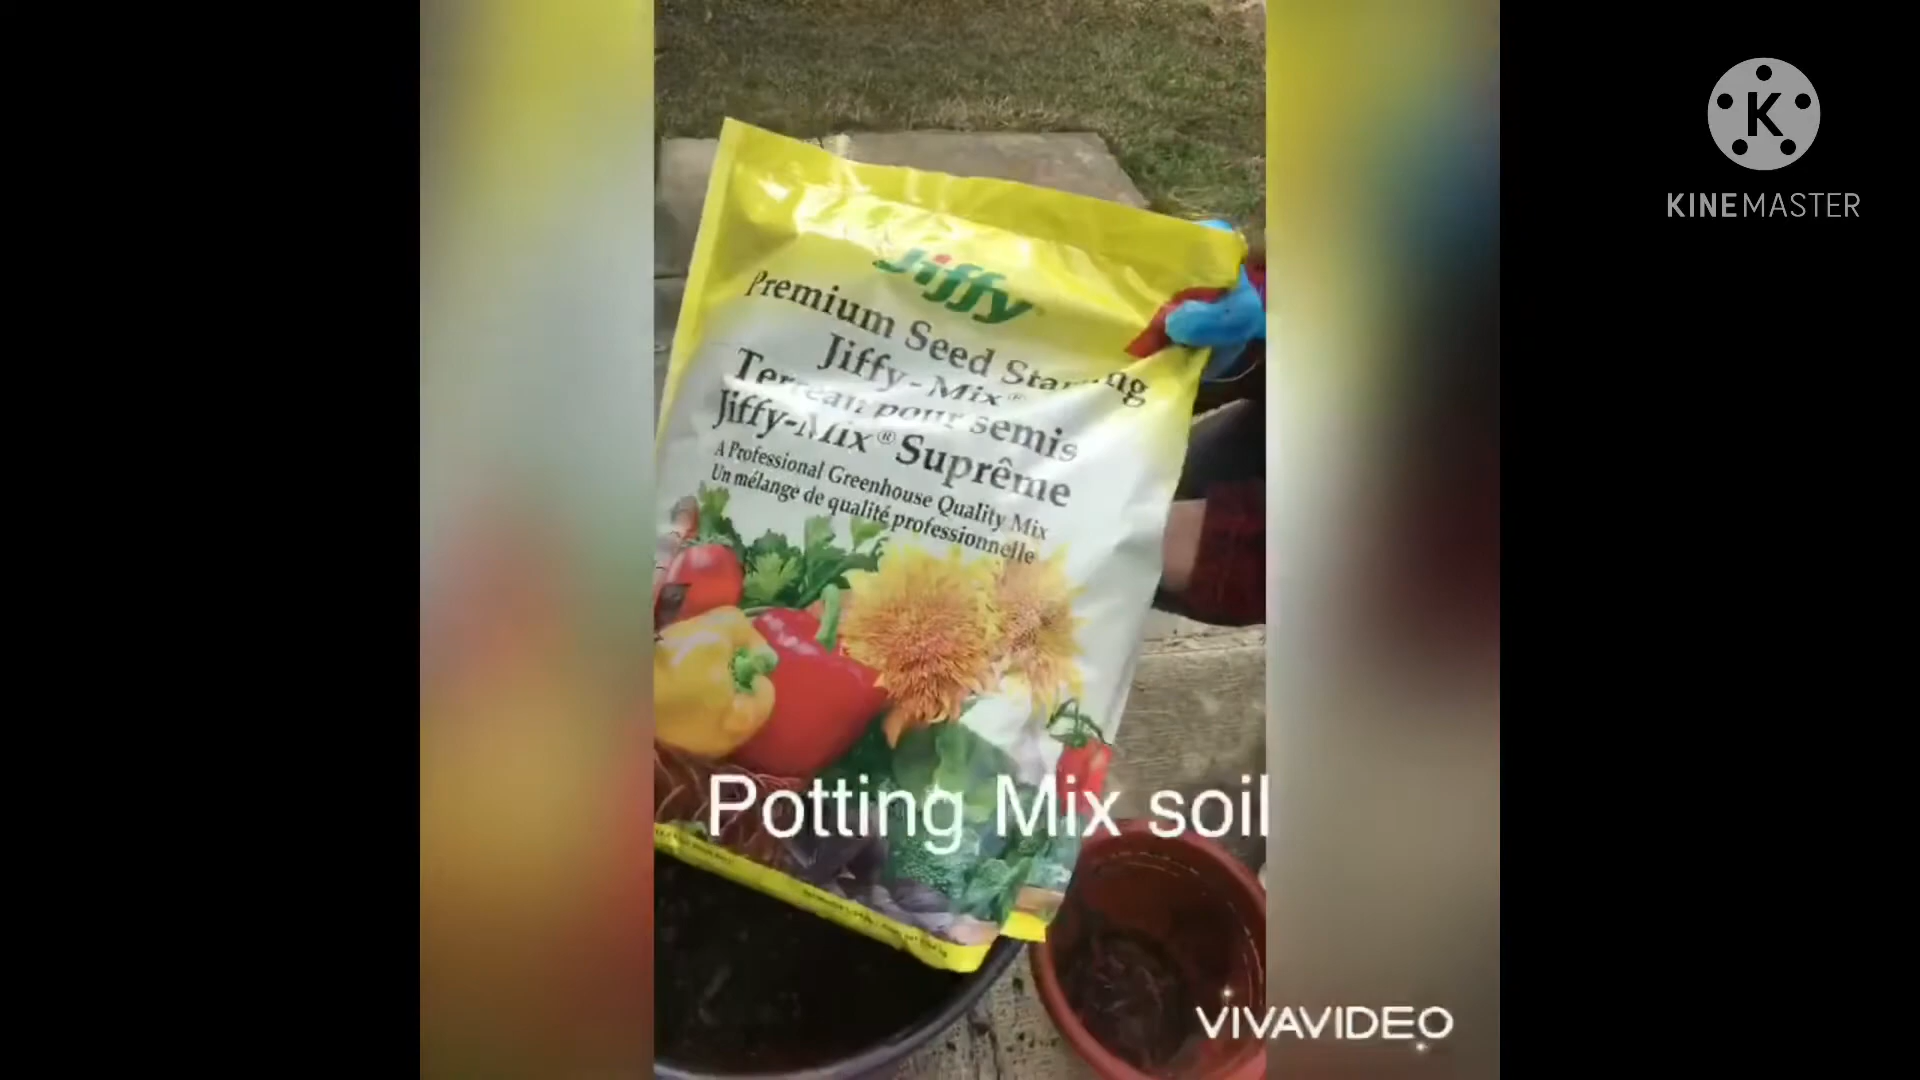 K
KINEMASTER
Jiffy
Premium Seed Starting
Jiffy-Mix®
Terreau pour semis
Jiffy-Mix® Suprême
A Professional Greenhouse Quality Mix
Un mélange de qualité professionnelle
Potting Mix soil
VIVAVIDEO